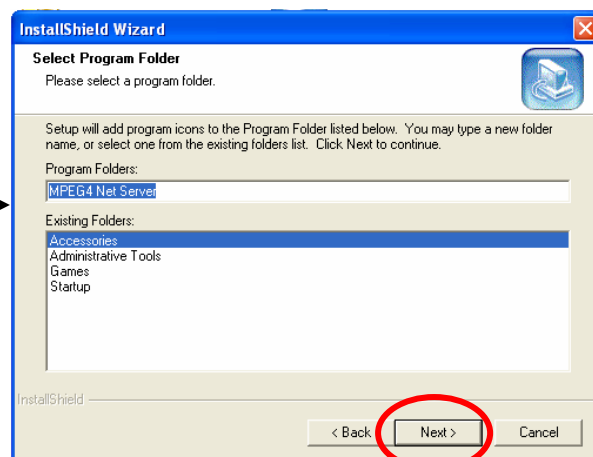 InstallShield Wizard
Select Program Folder
Please select a program folder.
Setup will add program icons to the Program Folder listed below. You may type a new folder
name, or select one from the existing folders list. Click Next to continue.
Program Folders:
MPEG4 Net Server
Existing Folders:
Accessories
Administrative Tools
Games
Startup
InstallShield
< Back
Next >
Cancel